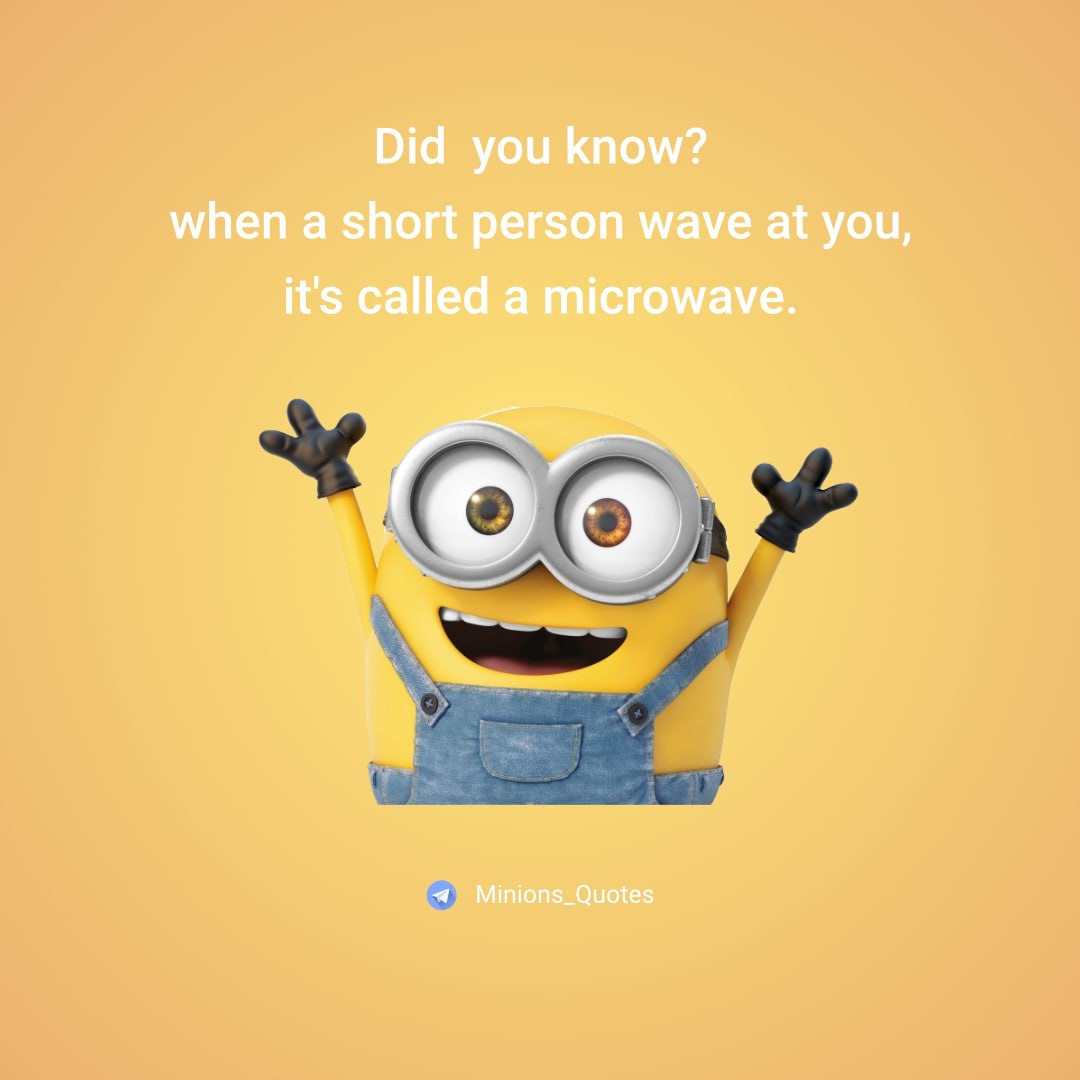 Did  you know?
when a short person wave at you,
it's called a microwave.
Minions_Quotes